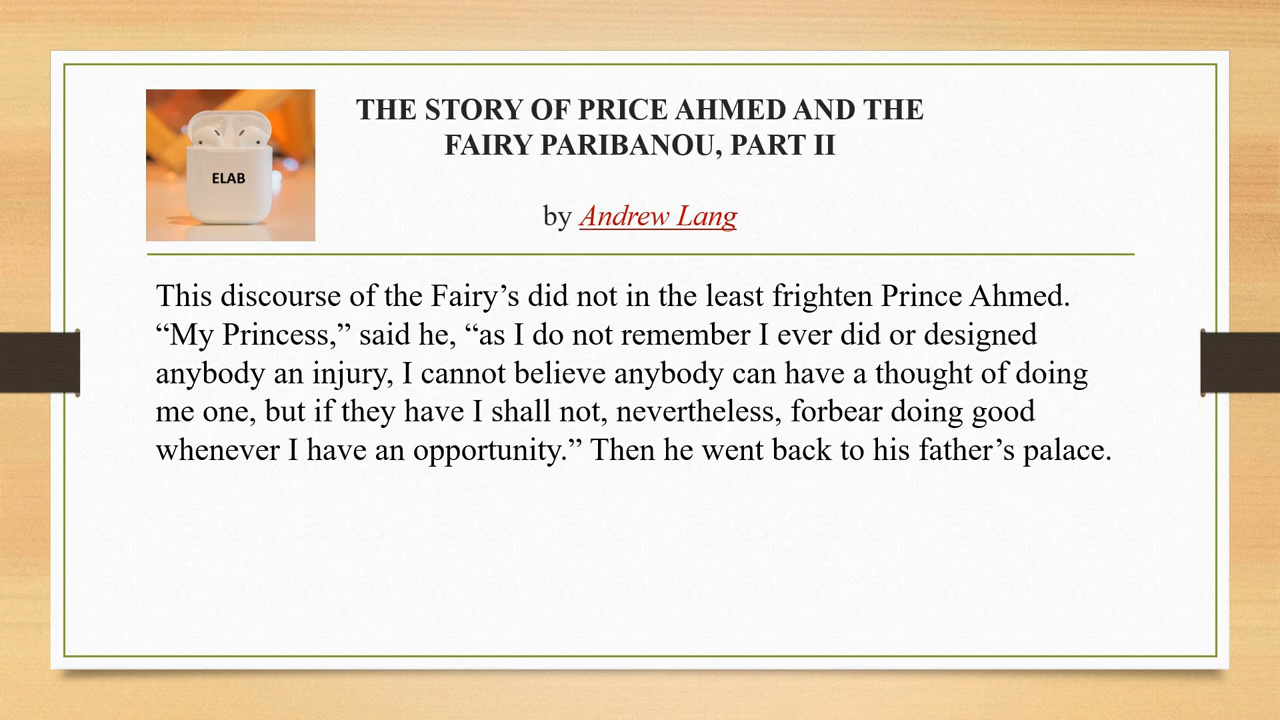 ELAB
THE STORY OF PRICE AHMED AND THE
FAIRY PARIBANOU, PART II
by Andrew Lang
This discourse of the Fairy’s did not in the least frighten Prince Ahmed.
“My Princess,” said he, “as I do not remember I ever did or designed
anybody an injury, I cannot believe anybody can have a thought of doing
me one, but if they have I shall not, nevertheless, forbear doing good
whenever I have an opportunity.” Then he went back to his father’s palace.